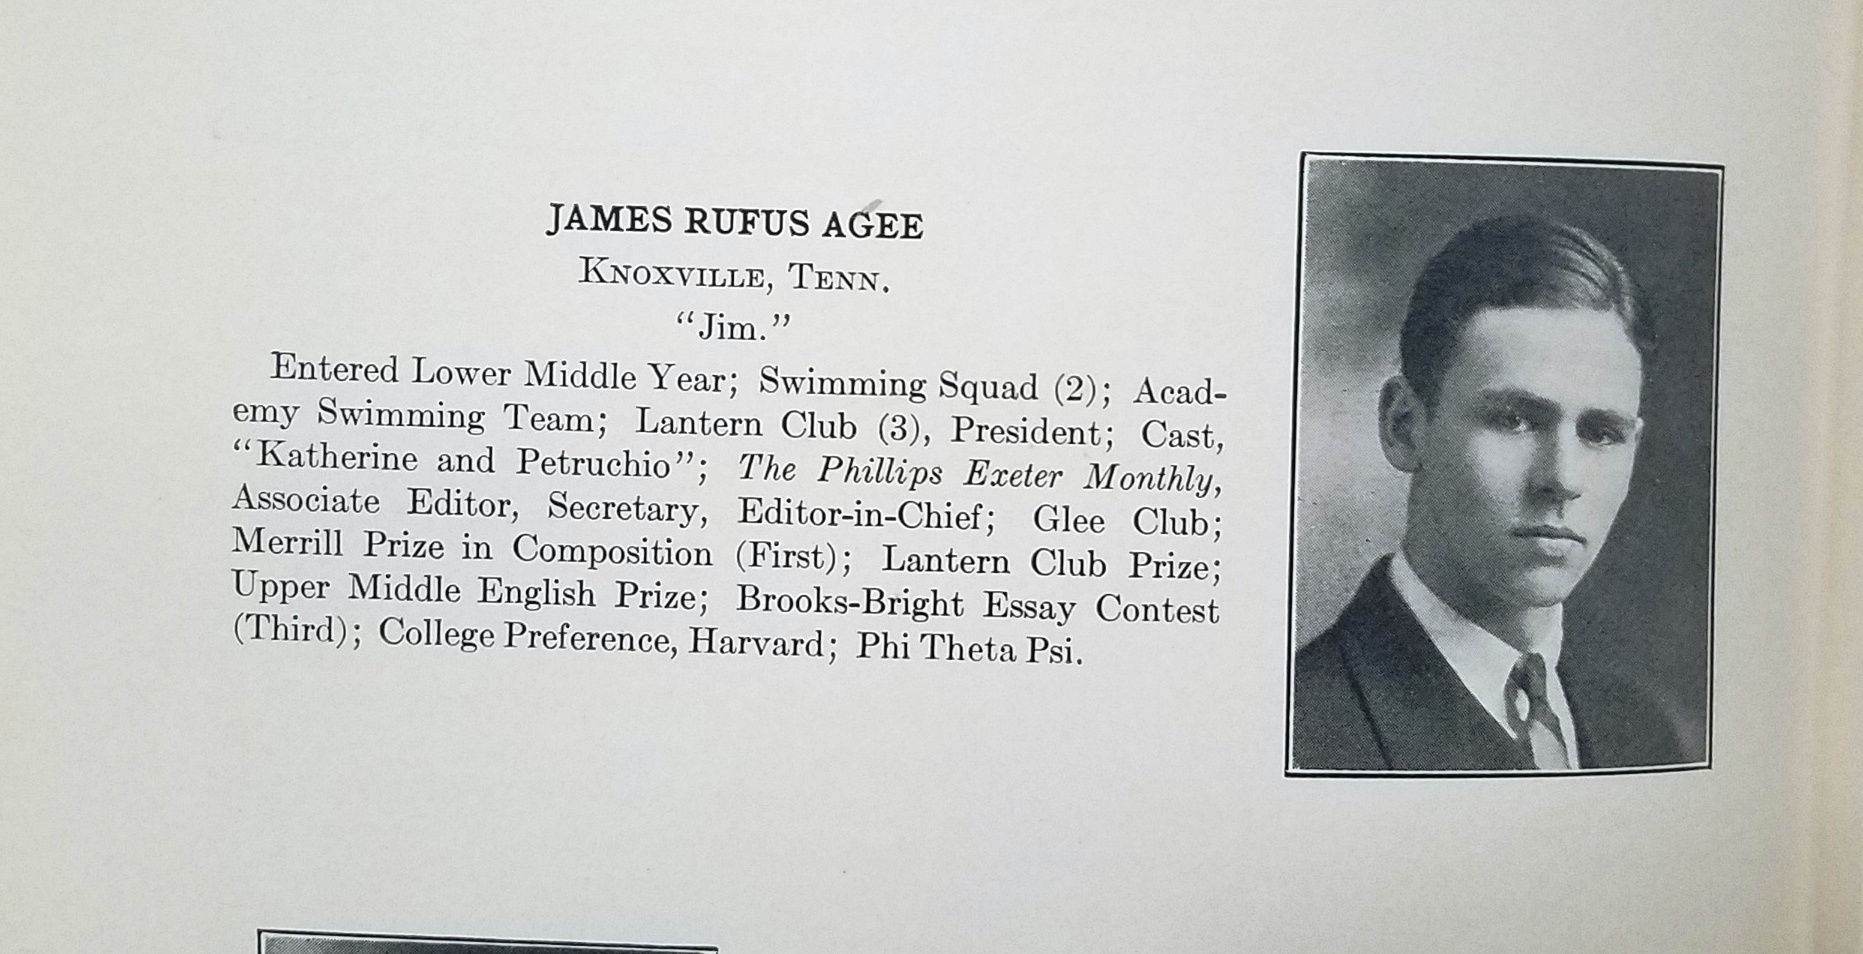 JAMES RUFUS AGEE
KNOXVILLE, TENN.
“Jim.”
Entered Lower Middle Year; Swimming Squad (2); Acad-
emy Swimming Team; Lantern Club (3), President; Cast,
“Katherine and Petruchio”; The Phillips Exeter Monthly,
Associate Editor, Secretary, Editor-in-Chief; Glee Club;
Merrill Prize in Composition (First); Lantern Club Prize;
Upper Middle English Prize; Brooks-Bright Essay Contest
(Third); College Preference, Harvard; Phi Theta Psi.